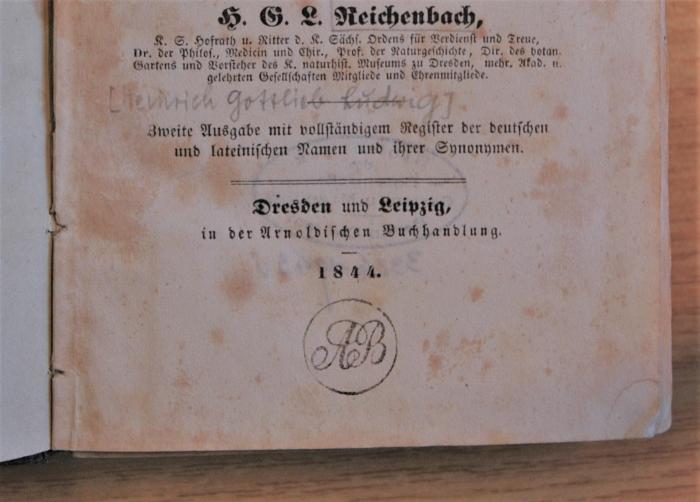 H. G. L. Reichenbach,
K. S. Hofrath u. Ritter d. K. Sächs. Ordens für Verdienst und Treue,
Dr. der Philos., Medicin und Chir., Prof. der Naturgeschichte, Dir. des botan.
Gartens und Vorsteher des K. naturhist. Museums zu Dresden, mehr. Akad. u.
gelehrten Gesellschaften Mitgliede und Ehrenmitgliede.
[Heinrich Gottlieb Ludwig]
Zweite Ausgabe mit vollständigem Register der deutschen
und lateinischen Namen und ihrer Synonymen.
Dresden und Leipzig,
in der Arnoldischen Buchhandlung.
1844.
AB